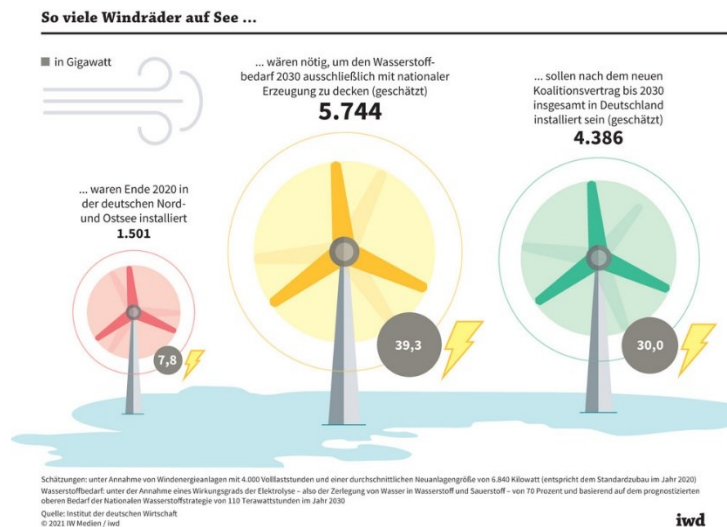 So viele Windräder auf See ...
in Gigawatt
... waren Ende 2020 in
der deutschen Nord-
und Ostsee installiert
1.501
7,8
... wären nötig, um den Wasserstoff-
bedarf 2030 ausschließlich mit nationaler
Erzeugung zu decken (geschätzt)
5.744
39,3
... sollen nach dem neuen
Koalitionsvertrag bis 2030
insgesamt in Deutschland
installiert sein (geschätzt)
4.386
30,0
Schätzungen: unter Annahme von Windenergieanlagen mit 4.000 Volllaststunden und einer durchschnittlichen Neuanlagengröße von 6.840 Kilowatt (entspricht dem Standardzubau im Jahr 2020)
Wasserstoffbedarf: unter der Annahme eines Wirkungsgrads der Elektrolyse – also der Zerlegung von Wasser in Wasserstoff und Sauerstoff – von 70 Prozent und basierend auf dem prognostizierten
oberen Bedarf der Nationalen Wasserstoffstrategie von 110 Terawattstunden im Jahr 2030
Quelle: Institut der deutschen Wirtschaft
© 2021 IW Medien / iwd
iwd